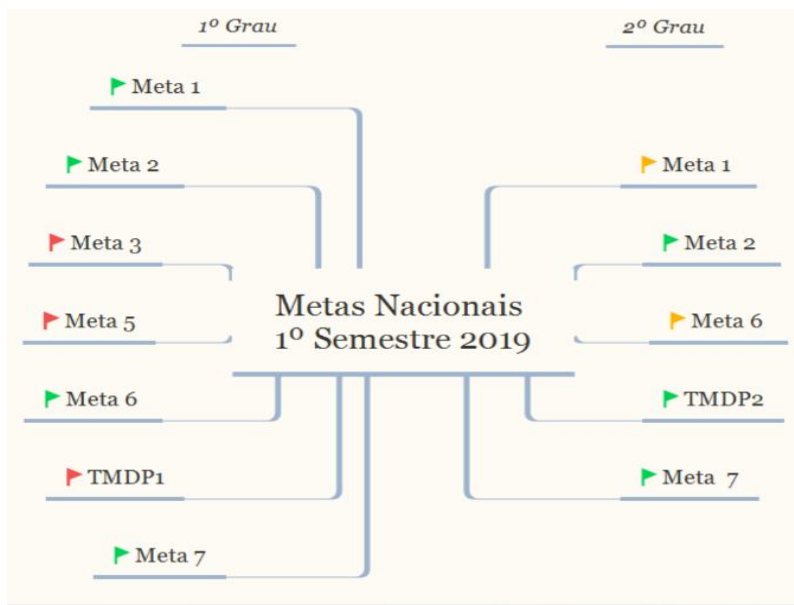 1º Grau
2º Grau
Meta 1
Meta 2
Meta 3
Meta 5
Meta 6
TMDP1
Meta 7
Metas Nacionais
1º Semestre 2019
Meta 1
Meta 2
Meta 6
TMDP2
Meta 7